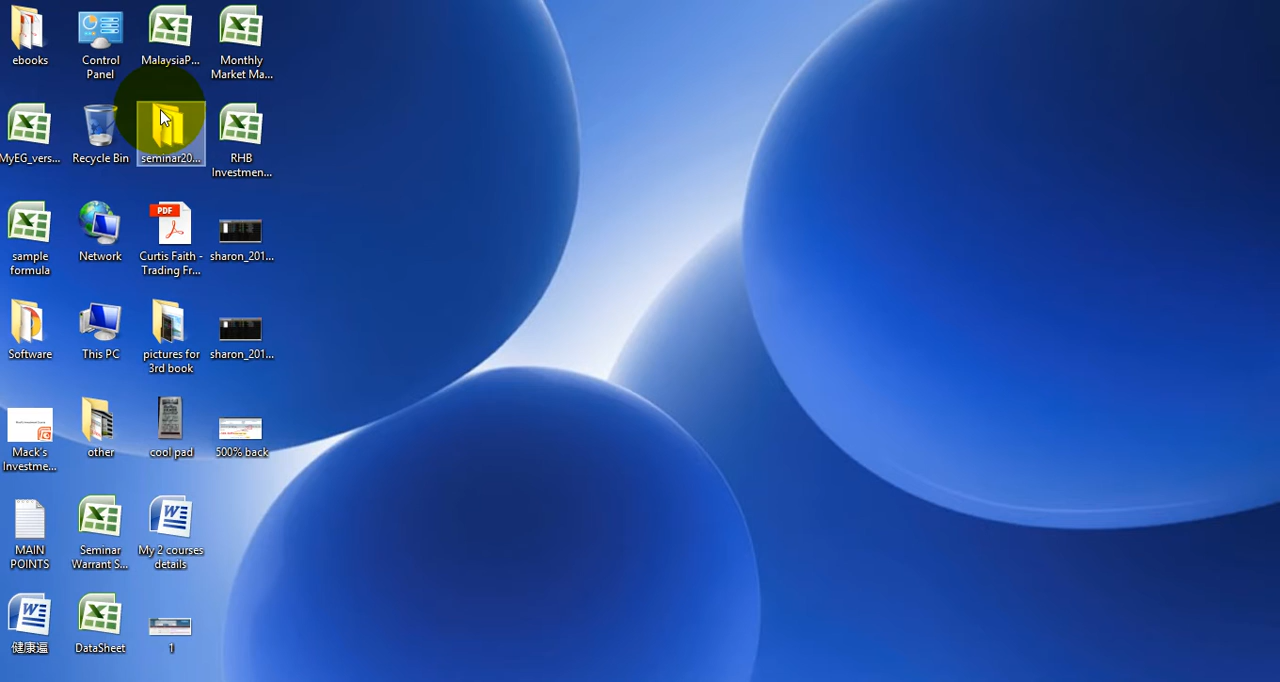 ebooks
Control
Panel
MalaysiaP...
Monthly
Market Ma...
MyEG_vers...
Recycle Bin
seminar20...
RHB
Investmen...
sample
formula
Network
PDF
Curtis Faith -
Trading Fr...
sharon_201...
Software
This PC
pictures for
3rd book
sharon_201...
Mack's
Investme...
other
cool pad
500% back
MAIN
POINTS
Seminar
Warrant S...
My 2 courses
details
健康逼
DataSheet
1